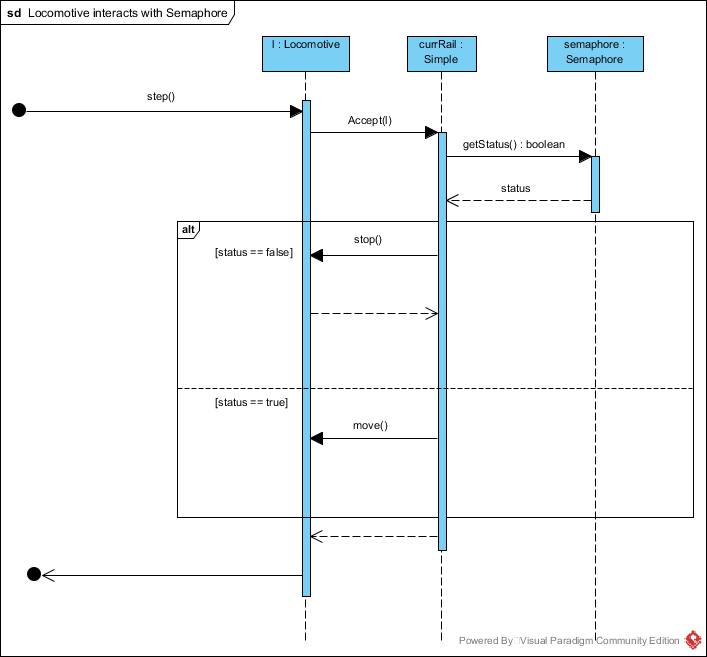 sd Locomotive interacts with Semaphore
l : Locomotive
currRail :
Simple
semaphore :
Semaphore
step()
Accept(l)
getStatus() : boolean
status
alt
stop()
[status == false]
[status == true]
move()
Powered By Visual Paradigm Community Edition